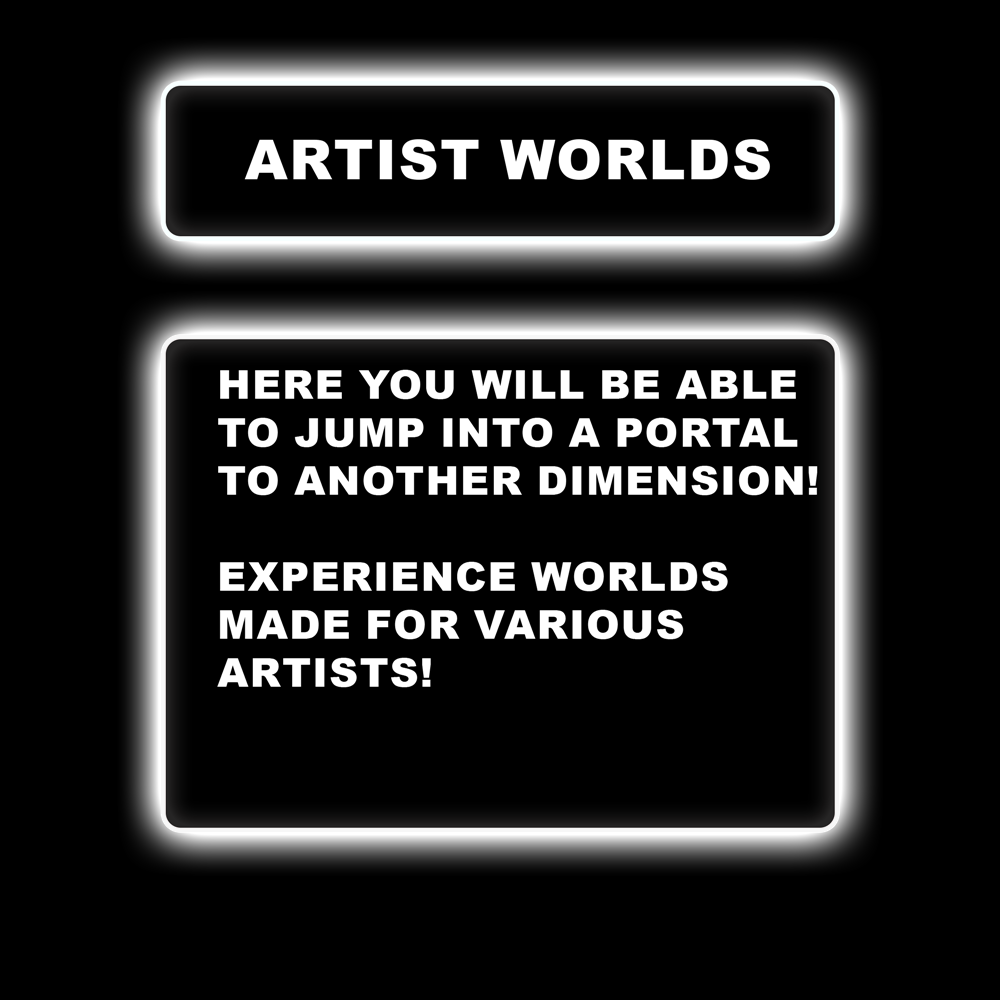 ARTIST WORLDS
HERE YOU WILL BE ABLE
TO JUMP INTO A PORTAL
TO ANOTHER DIMENSION!
EXPERIENCE WORLDS
MADE FOR VARIOUS
ARTISTS!